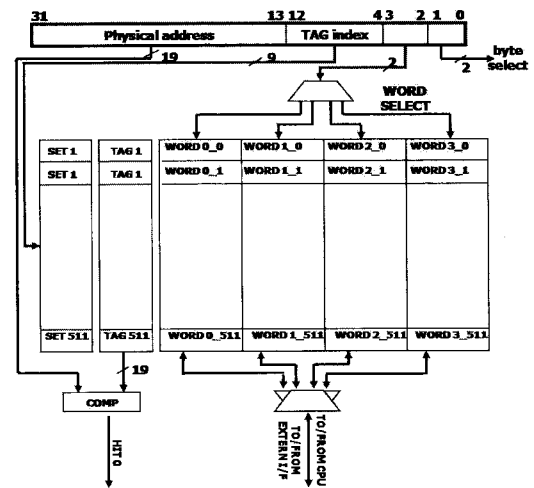 31 13 12 4 3 2 1 0
Physical address TAG index
19 9 2 2 byte
select
WORD
SELECT
SET 1 TAG 1 WORD 0_0 WORD 1_0 WORD 2_0 WORD 3_0
SET 1 TAG 1 WORD 0_1 WORD 1_1 WORD 2_1 WORD 3_1
SET 511 TAG 511 WORD 0_511 WORD 1_511 WORD 2_511 WORD 3_511
19
COMP
HIT 0
TO/FROM
EXTERN I/F
TO/FROM CPU